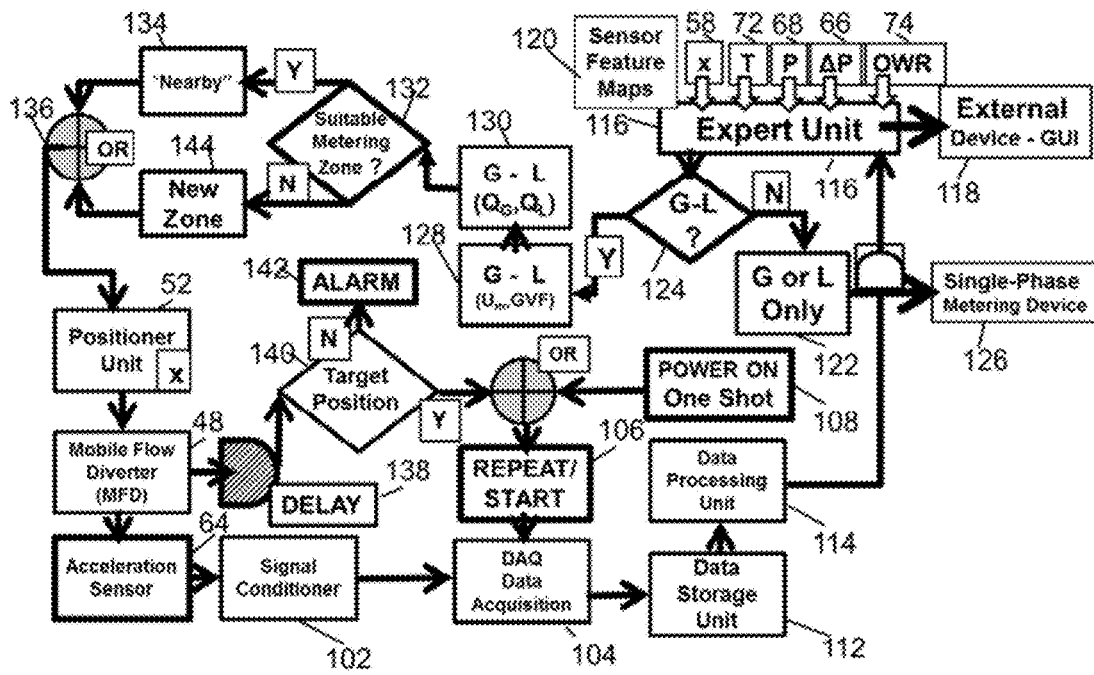 134
58
72
68
66
74
120
Sensor
Feature
Maps
x
T
P
ΔP
OWR
"Nearby"
Y
132
136
OR
Suitable
Metering
Zone ?
130
116
Expert Unit
External
Device - GUI
144
New
Zone
N
G - L
(QG,QL)
116
118
G-L
?
N
128
Y
124
G - L
(Um,GVF)
142
ALARM
G or L
Only
Single-Phase
Metering Device
52
Positioner
Unit
X
N
140
Target
Position
OR
122
126
Y
POWER ON
One Shot
48
106
108
Mobile Flow
Diverter
(MFD)
138
DELAY
REPEAT/
START
Data
Processing
Unit
64
114
Acceleration
Sensor
Signal
Conditioner
DAQ
Data
Acquisition
Data
Storage
Unit
102
104
112